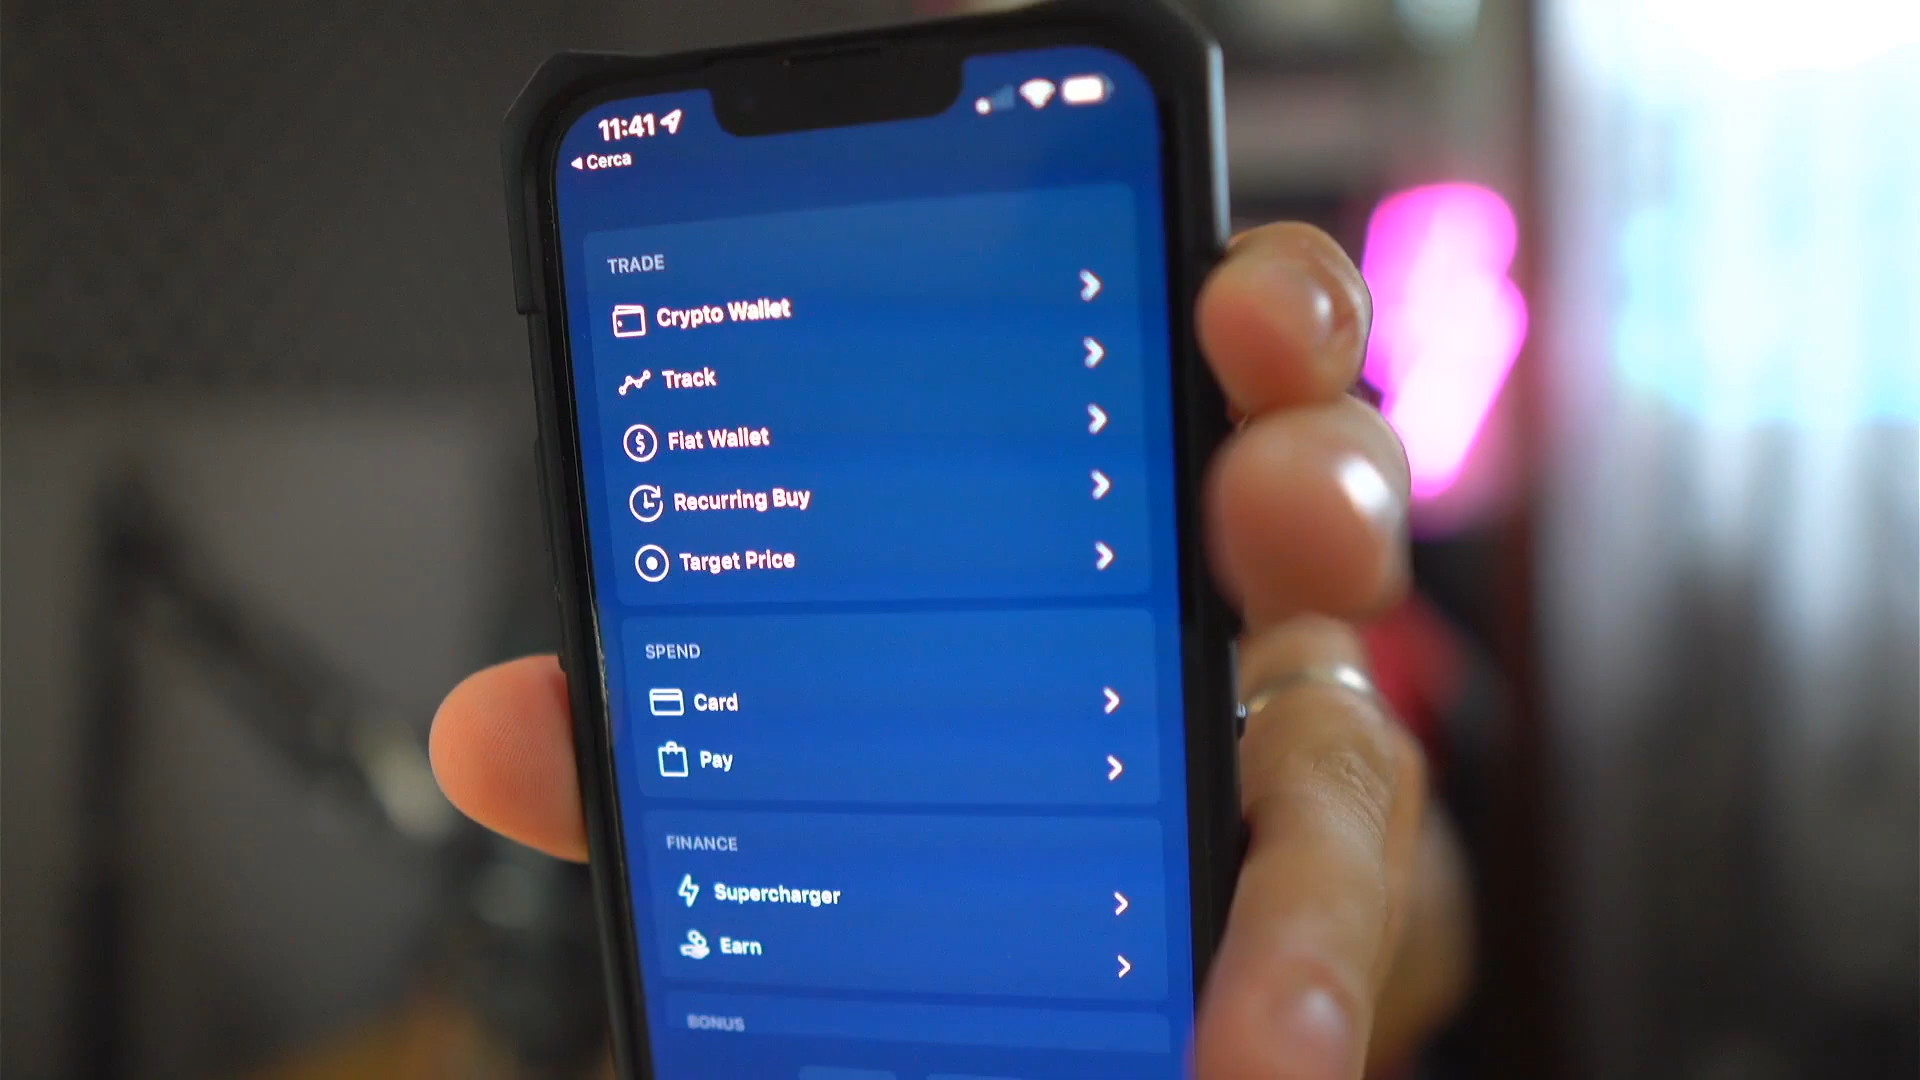 11:41
◀ Cerca
TRADE
Crypto Wallet
Track
Fiat Wallet
Recurring Buy
Target Price
SPEND
Card
Pay
FINANCE
Supercharger
Earn
BONUS